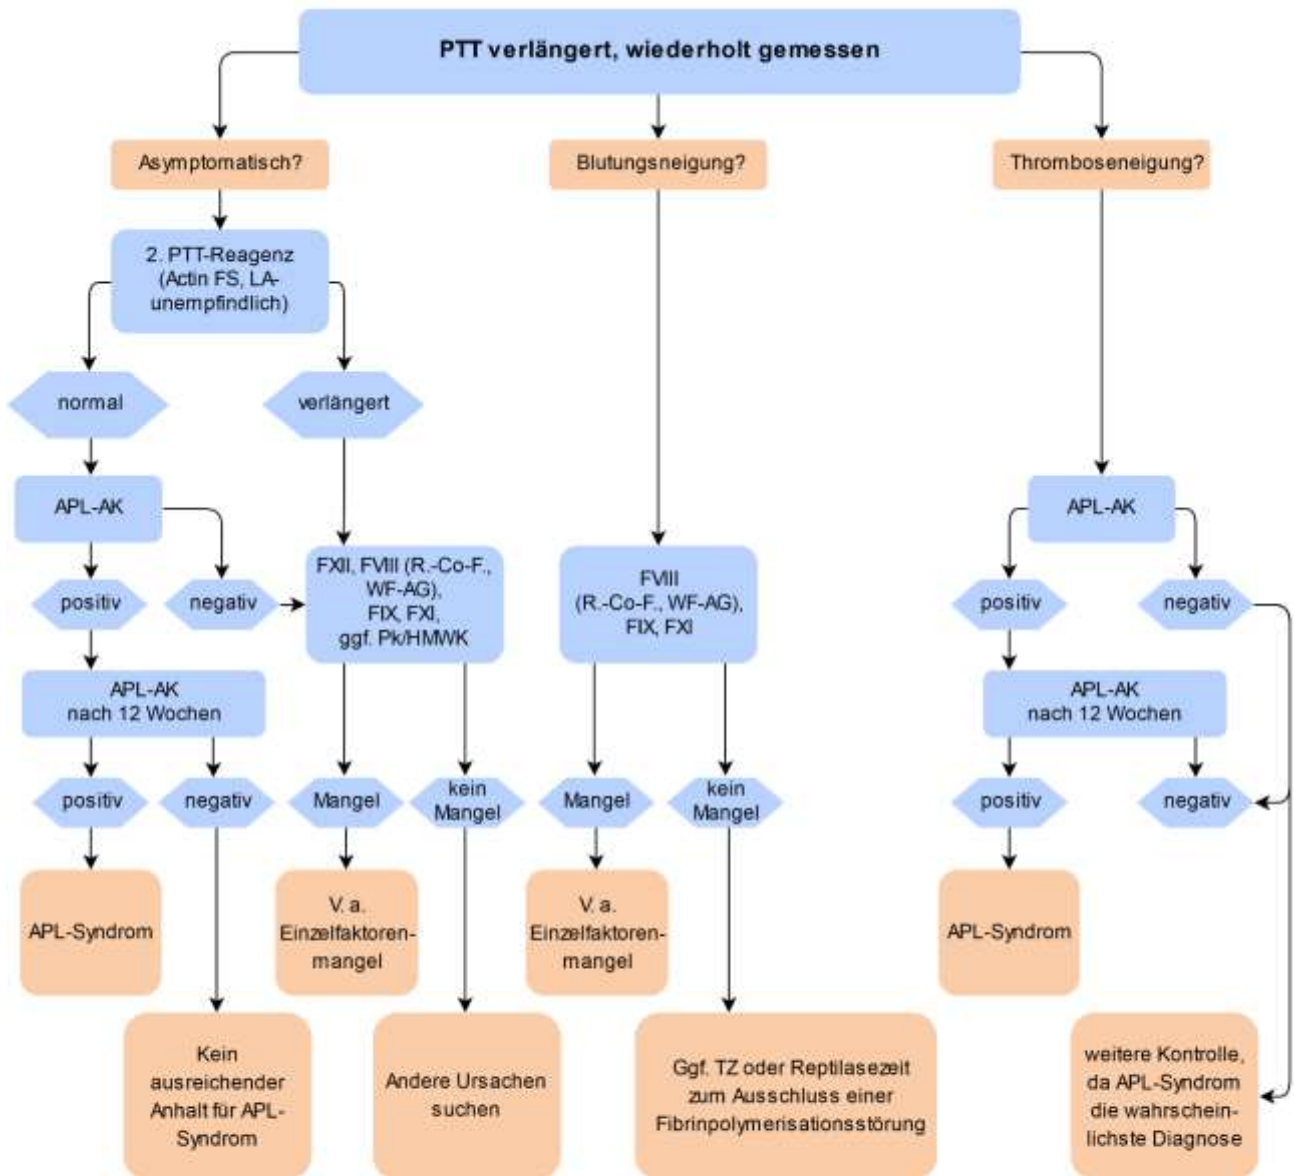 PTT verlängert, wiederholt gemessen
Asymptomatisch?
Blutungsneigung?
Thromboseneigung?
2. PTT-Reagenz
(Actin FS, LA-
unempfindlich)
normal
verlängert
APL-AK
APL-AK
FXII, FVIII (R.-Co-F.,
WF-AG),
FIX, FXI,
ggf. Pk/HMWK
FVIII
(R.-Co-F., WF-AG),
FIX, FXI
positiv
negativ
positiv
negativ
APL-AK
nach 12 Wochen
APL-AK
nach 12 Wochen
positiv
negativ
Mangel
kein
Mangel
Mangel
kein
Mangel
positiv
negativ
APL-Syndrom
V. a.
Einzelfaktoren-
mangel
V. a.
Einzelfaktoren-
mangel
APL-Syndrom
Kein
ausreichender
Anhalt für APL-
Syndrom
Andere Ursachen
suchen
Ggf. TZ oder Reptilasezeit
zum Ausschluss einer
Fibrinpolymerisationsstörung
weitere Kontrolle,
da APL-Syndrom
die wahrschein-
lichste Diagnose